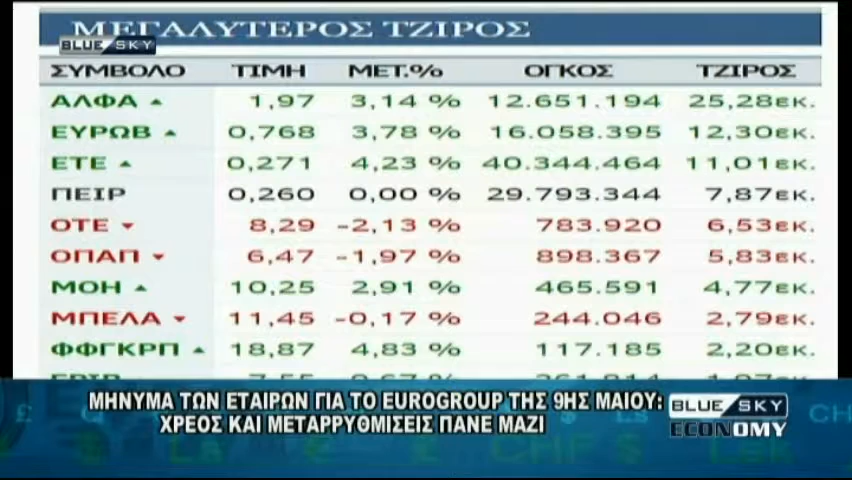 ΜΕΓΑΛΥΤΕΡΟΣ ΤΖΙΡΟΣ
BLUE SKY
ΣΥΜΒΟΛΟ ΤΙΜΗ ΜΕΤ.% ΟΓΚΟΣ ΤΖΙΡΟΣ
ΑΛΦΑ 1,97 3,14 % 12.651.194 25,28εκ.
ΕΥΡΩΒ 0,768 3,78 % 16.058.395 12,30εκ.
ΕΤΕ 0,271 4,23 % 40.344.464 11,01εκ.
ΠΕΙΡ 0,260 0,00 % 29.793.344 7,87εκ.
ΟΤΕ 8,29 -2,13 % 783.920 6,53εκ.
ΟΠΑΠ 6,47 -1,97 % 898.367 5,83εκ.
ΜΟΗ 10,25 2,91 % 465.591 4,77εκ.
ΜΠΕΛΑ 11,45 -0,17 % 244.046 2,79εκ.
ΦΦΓΚΡΠ 18,87 4,83 % 117.185 2,20εκ.
ΜΗΝΥΜΑ ΤΩΝ ΕΤΑΙΡΩΝ ΓΙΑ ΤΟ EUROGROUP ΤΗΣ 9ΗΣ ΜΑΙΟΥ:
ΧΡΕΟΣ ΚΑΙ ΜΕΤΑΡΡΥΘΜΙΣΕΙΣ ΠΑΝΕ ΜΑΖΙ
BLUE SKY
ECONOMY